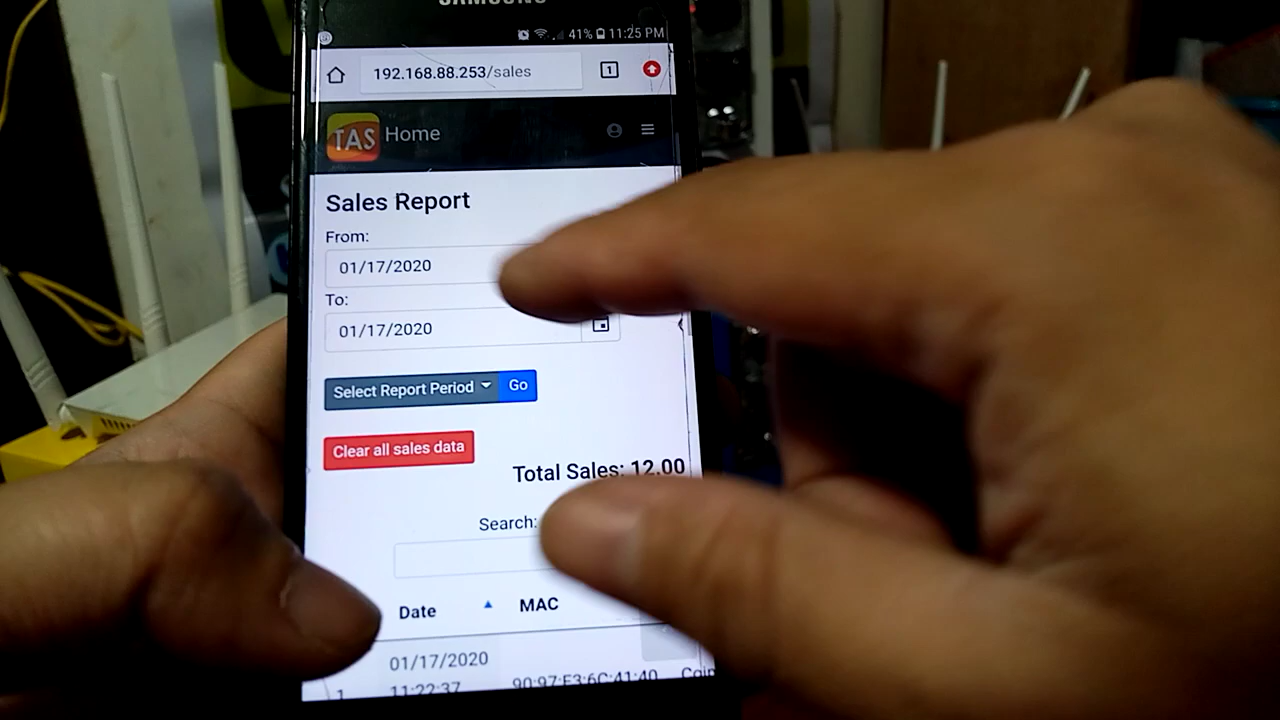 SAMSUNG
41% 11:25 PM
192.168.88.253/sales
1
TAS Home
Sales Report
From:
01/17/2020
To:
01/17/2020
Select Report Period Go
Clear all sales data
Total Sales: 12.00
Search:
Date MAC
01/17/2020
1 11:22:37 90:97:F3:6C:41:40 Coin